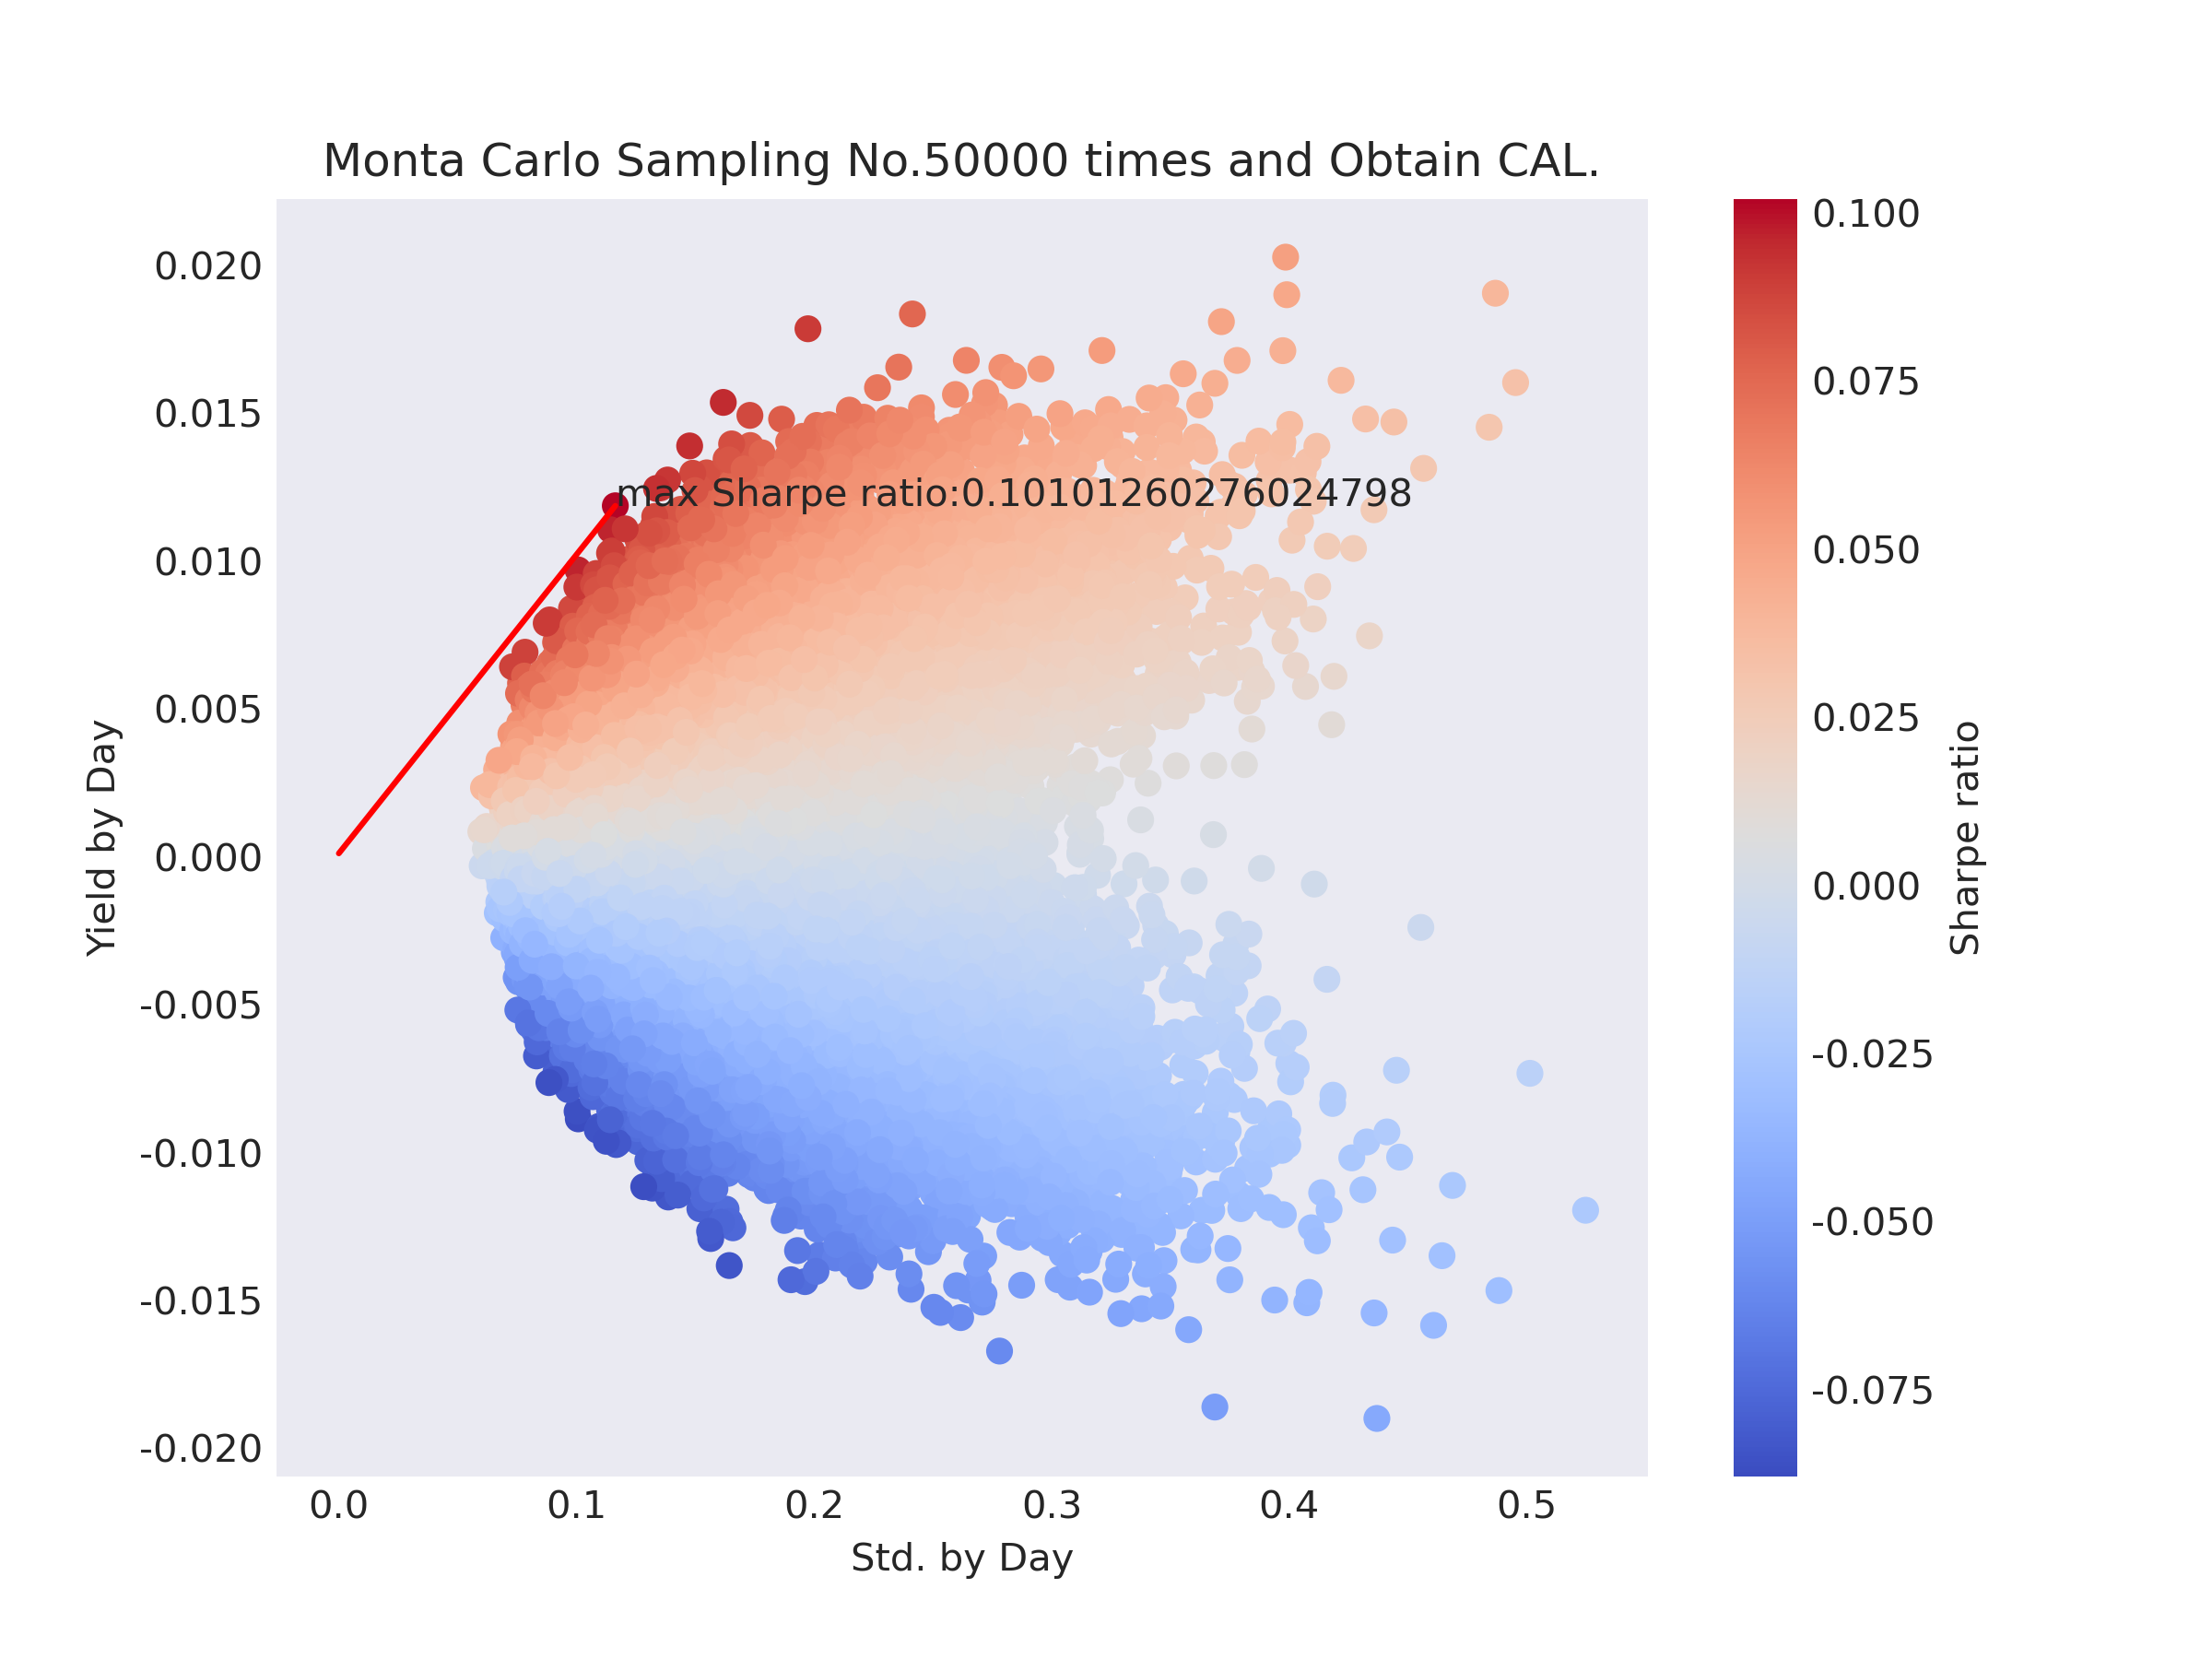 Monta Carlo Sampling No.50000 times and Obtain CAL.
0.020
0.015
0.010
0.005
0.000
-0.005
-0.010
-0.015
-0.020
Yield by Day
max Sharpe ratio:0.10101260276024798
0.0 0.1 0.2 0.3 0.4 0.5
Std. by Day
0.100
0.075
0.050
0.025
0.000
-0.025
-0.050
-0.075
Sharpe ratio